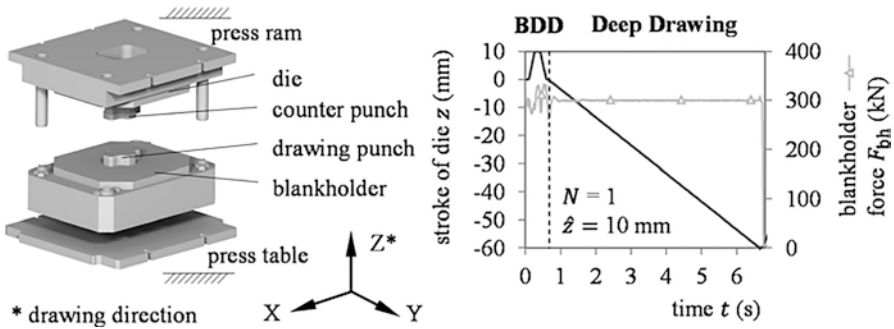 press ram
die
counter punch
drawing punch
blankholder
press table
* drawing direction
X
Y
Z*
BDD Deep Drawing
stroke of die z (mm)
10
0
-10
-20
-30
-40
-50
-60
N = 1
ẑ = 10 mm
0 1 2 3 4 5 6
time t (s)
400
300
200
100
0
blankholder
force F_bh (kN)